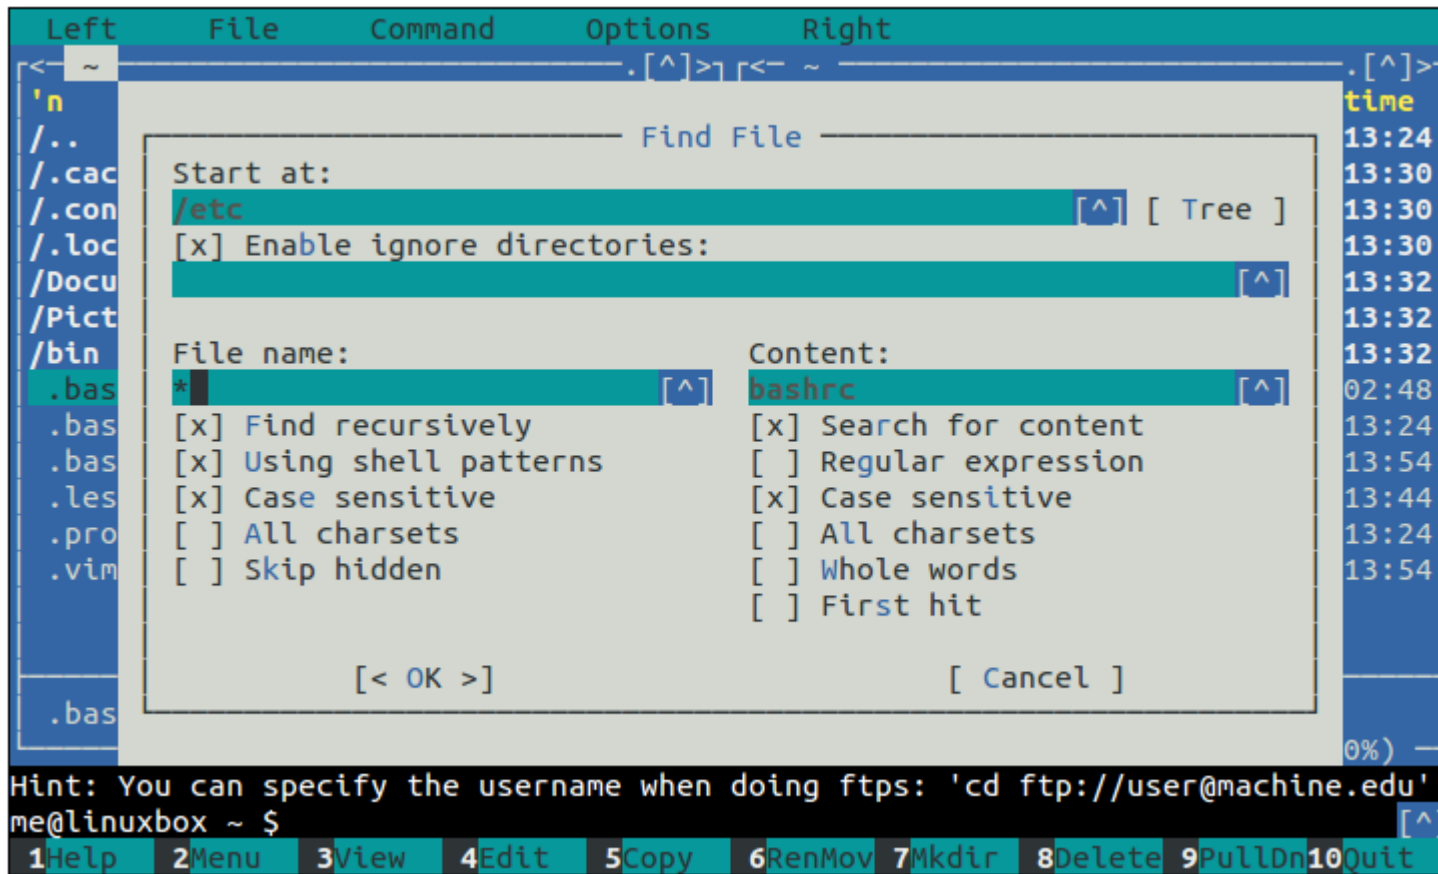 Left File Command Options Right
<─ ~ .[^]> <─ ~ .[^]>
'n time
/.. Find File 13:24
/.cac Start at: 13:30
/.con /etc [^] [ Tree ] 13:30
/.loc [x] Enable ignore directories: 13:30
/Docu [^] 13:32
/Pict 13:32
/bin File name: Content: 13:32
.bas * [^] bashrc [^] 02:48
.bas [x] Find recursively [x] Search for content 13:24
.bas [x] Using shell patterns [ ] Regular expression 13:54
.les [x] Case sensitive [x] Case sensitive 13:44
.pro [ ] All charsets [ ] All charsets 13:24
.vim [ ] Skip hidden [ ] Whole words 13:54
[ ] First hit
[< OK >] [ Cancel ]
.bas
0%)
Hint: You can specify the username when doing ftps: 'cd ftp://user@machine.edu'
me@linuxbox ~ $ [^]
1Help 2Menu 3View 4Edit 5Copy 6RenMov 7Mkdir 8Delete 9PullDn 10Quit